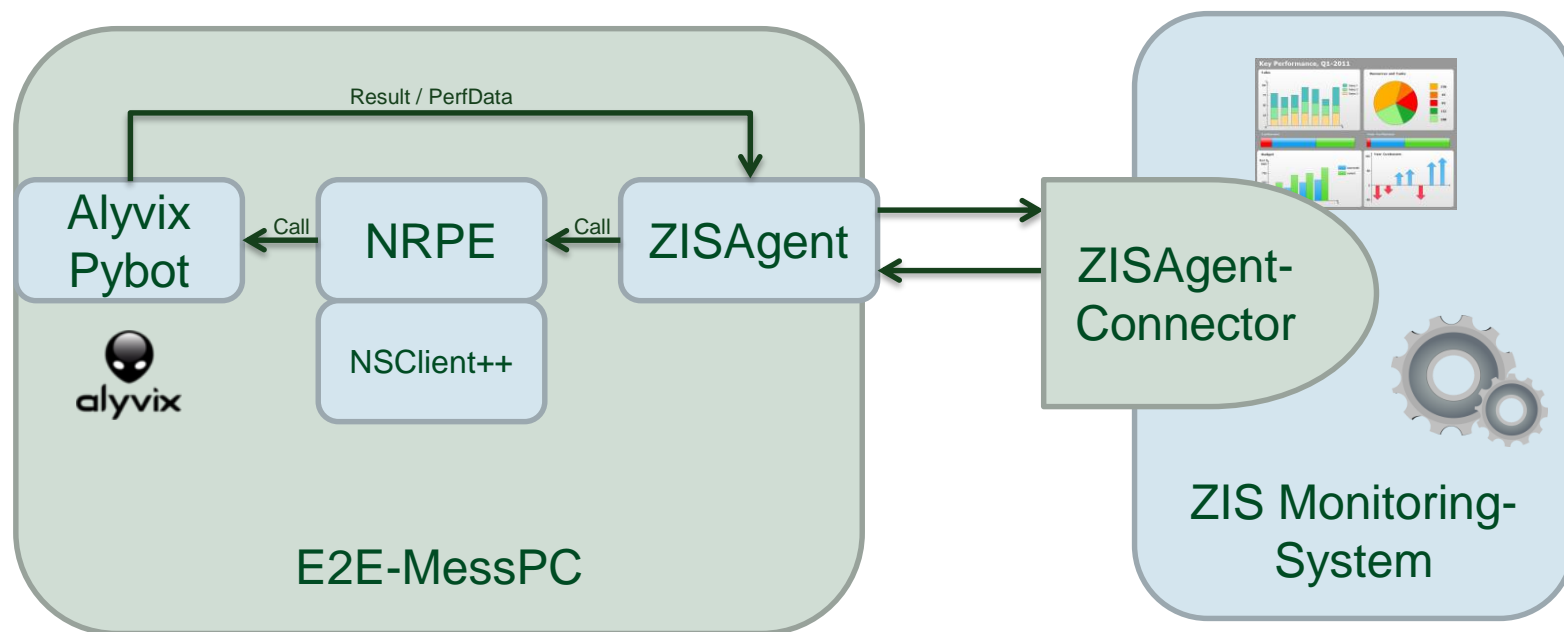 Key Performance, Q1-2011
Result / PerfData
Alyvix
Pybot
Call
NRPE
Call
ZISAgent
ZISAgent-
Connector
NSClient++
alyvix
ZIS Monitoring-
System
E2E-MessPC